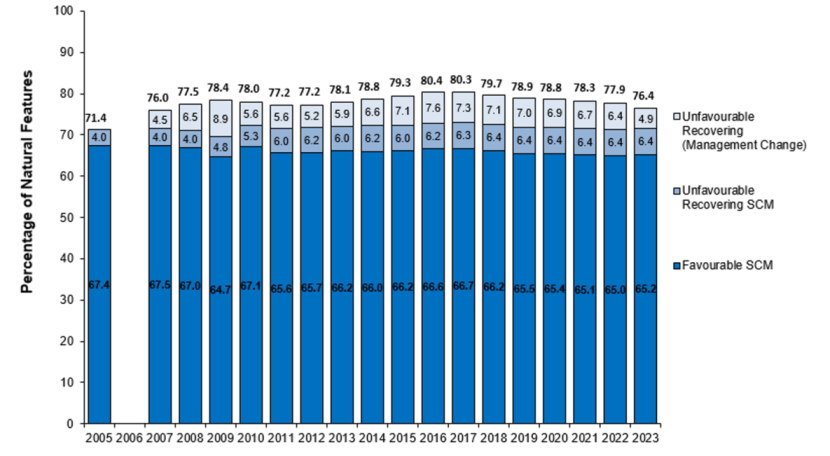 100
90
80
70
60
50
40
30
20
10
0
Percentage of Natural Features
71.4 76.0 77.5 78.4 78.0 77.2 77.2 78.1 78.8 79.3 80.4 80.3 79.7 78.9 78.8 78.3 77.9 76.4
4.5 6.5 8.9 5.6 5.6 5.2 5.9 6.6 7.1 7.6 7.3 7.1 7.0 6.9 6.7 6.4 4.9
4.0 4.0 4.0 4.8 5.3 6.0 6.2 6.0 6.2 6.0 6.2 6.3 6.4 6.4 6.4 6.4 6.4 6.4
67.4 67.5 67.0 64.7 67.1 65.6 65.7 66.2 66.0 66.2 66.6 66.7 66.2 65.5 65.4 65.1 65.0 65.2
2005 2006 2007 2008 2009 2010 2011 2012 2013 2014 2015 2016 2017 2018 2019 2020 2021 2022 2023
Unfavourable
Recovering
(Management Change)
Unfavourable
Recovering SCM
Favourable SCM